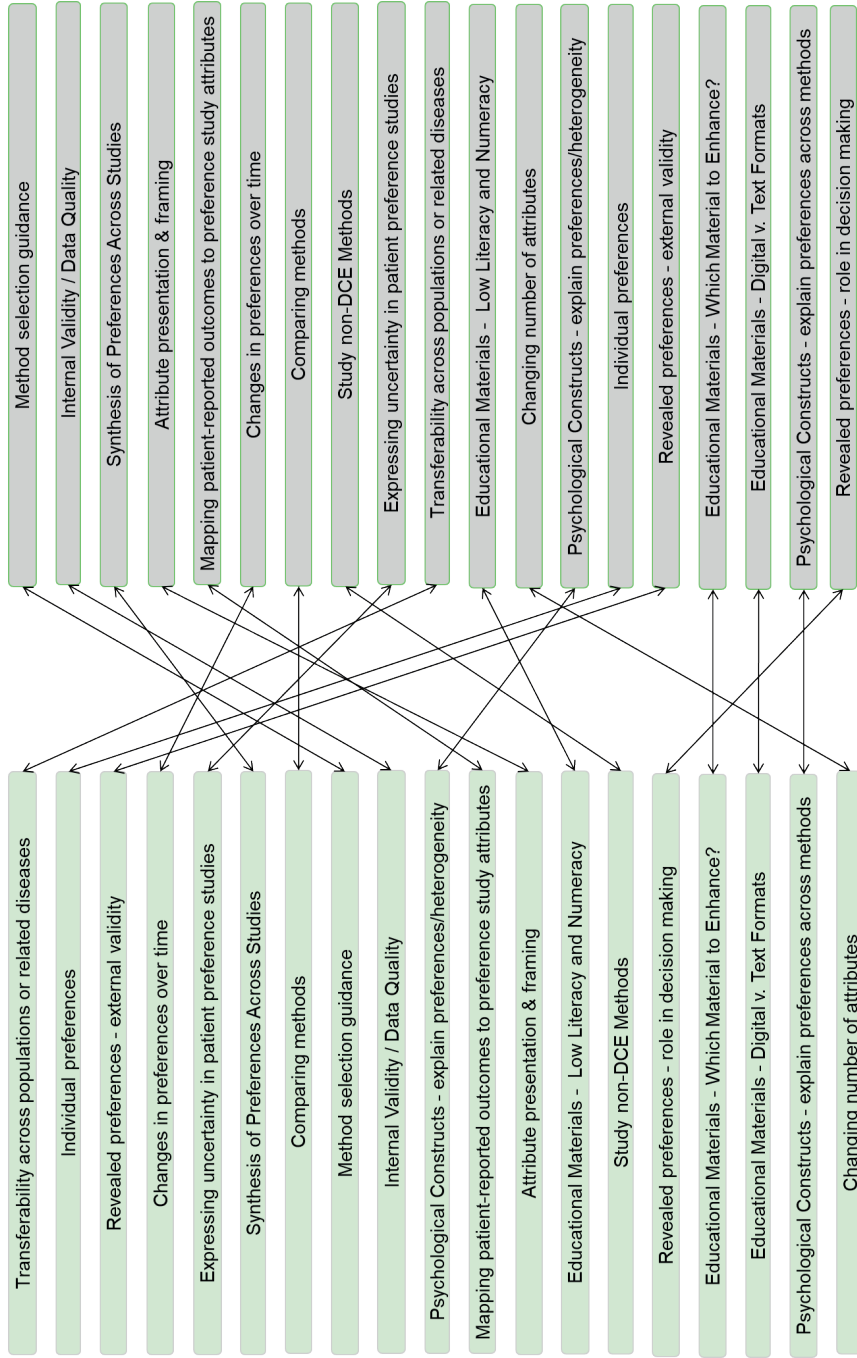 Transferability across populations or related diseases
Individual preferences
Revealed preferences - external validity
Changes in preferences over time
Expressing uncertainty in patient preference studies
Synthesis of Preferences Across Studies
Comparing methods
Method selection guidance
Internal Validity / Data Quality
Psychological Constructs - explain preferences/heterogeneity
Mapping patient-reported outcomes to preference study attributes
Attribute presentation & framing
Educational Materials - Low Literacy and Numeracy
Study non-DCE Methods
Revealed preferences - role in decision making
Educational Materials - Which Material to Enhance?
Educational Materials - Digital v. Text Formats
Psychological Constructs - explain preferences across methods
Changing number of attributes
Method selection guidance
Internal Validity / Data Quality
Synthesis of Preferences Across Studies
Attribute presentation & framing
Mapping patient-reported outcomes to preference study attributes
Changes in preferences over time
Comparing methods
Study non-DCE Methods
Expressing uncertainty in patient preference studies
Transferability across populations or related diseases
Educational Materials - Low Literacy and Numeracy
Changing number of attributes
Psychological Constructs - explain preferences/heterogeneity
Individual preferences
Revealed preferences - external validity
Educational Materials - Which Material to Enhance?
Educational Materials - Digital v. Text Formats
Psychological Constructs - explain preferences across methods
Revealed preferences - role in decision making